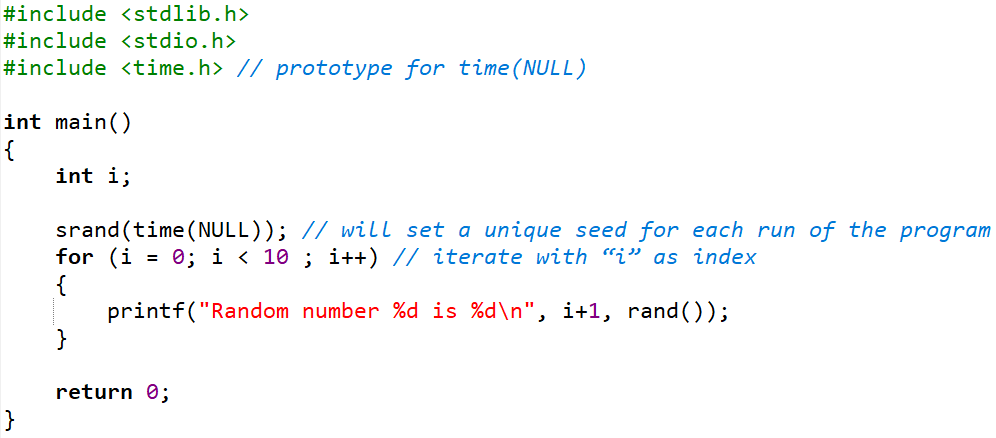 #include <stdlib.h>
#include <stdio.h>
#include <time.h> // prototype for time(NULL)
int main()
{
    int i;
    srand(time(NULL)); // will set a unique seed for each run of the program
    for (i = 0; i < 10 ; i++) // iterate with “i” as index
    {
        printf("Random number %d is %d\n", i+1, rand());
    }
    return 0;
}